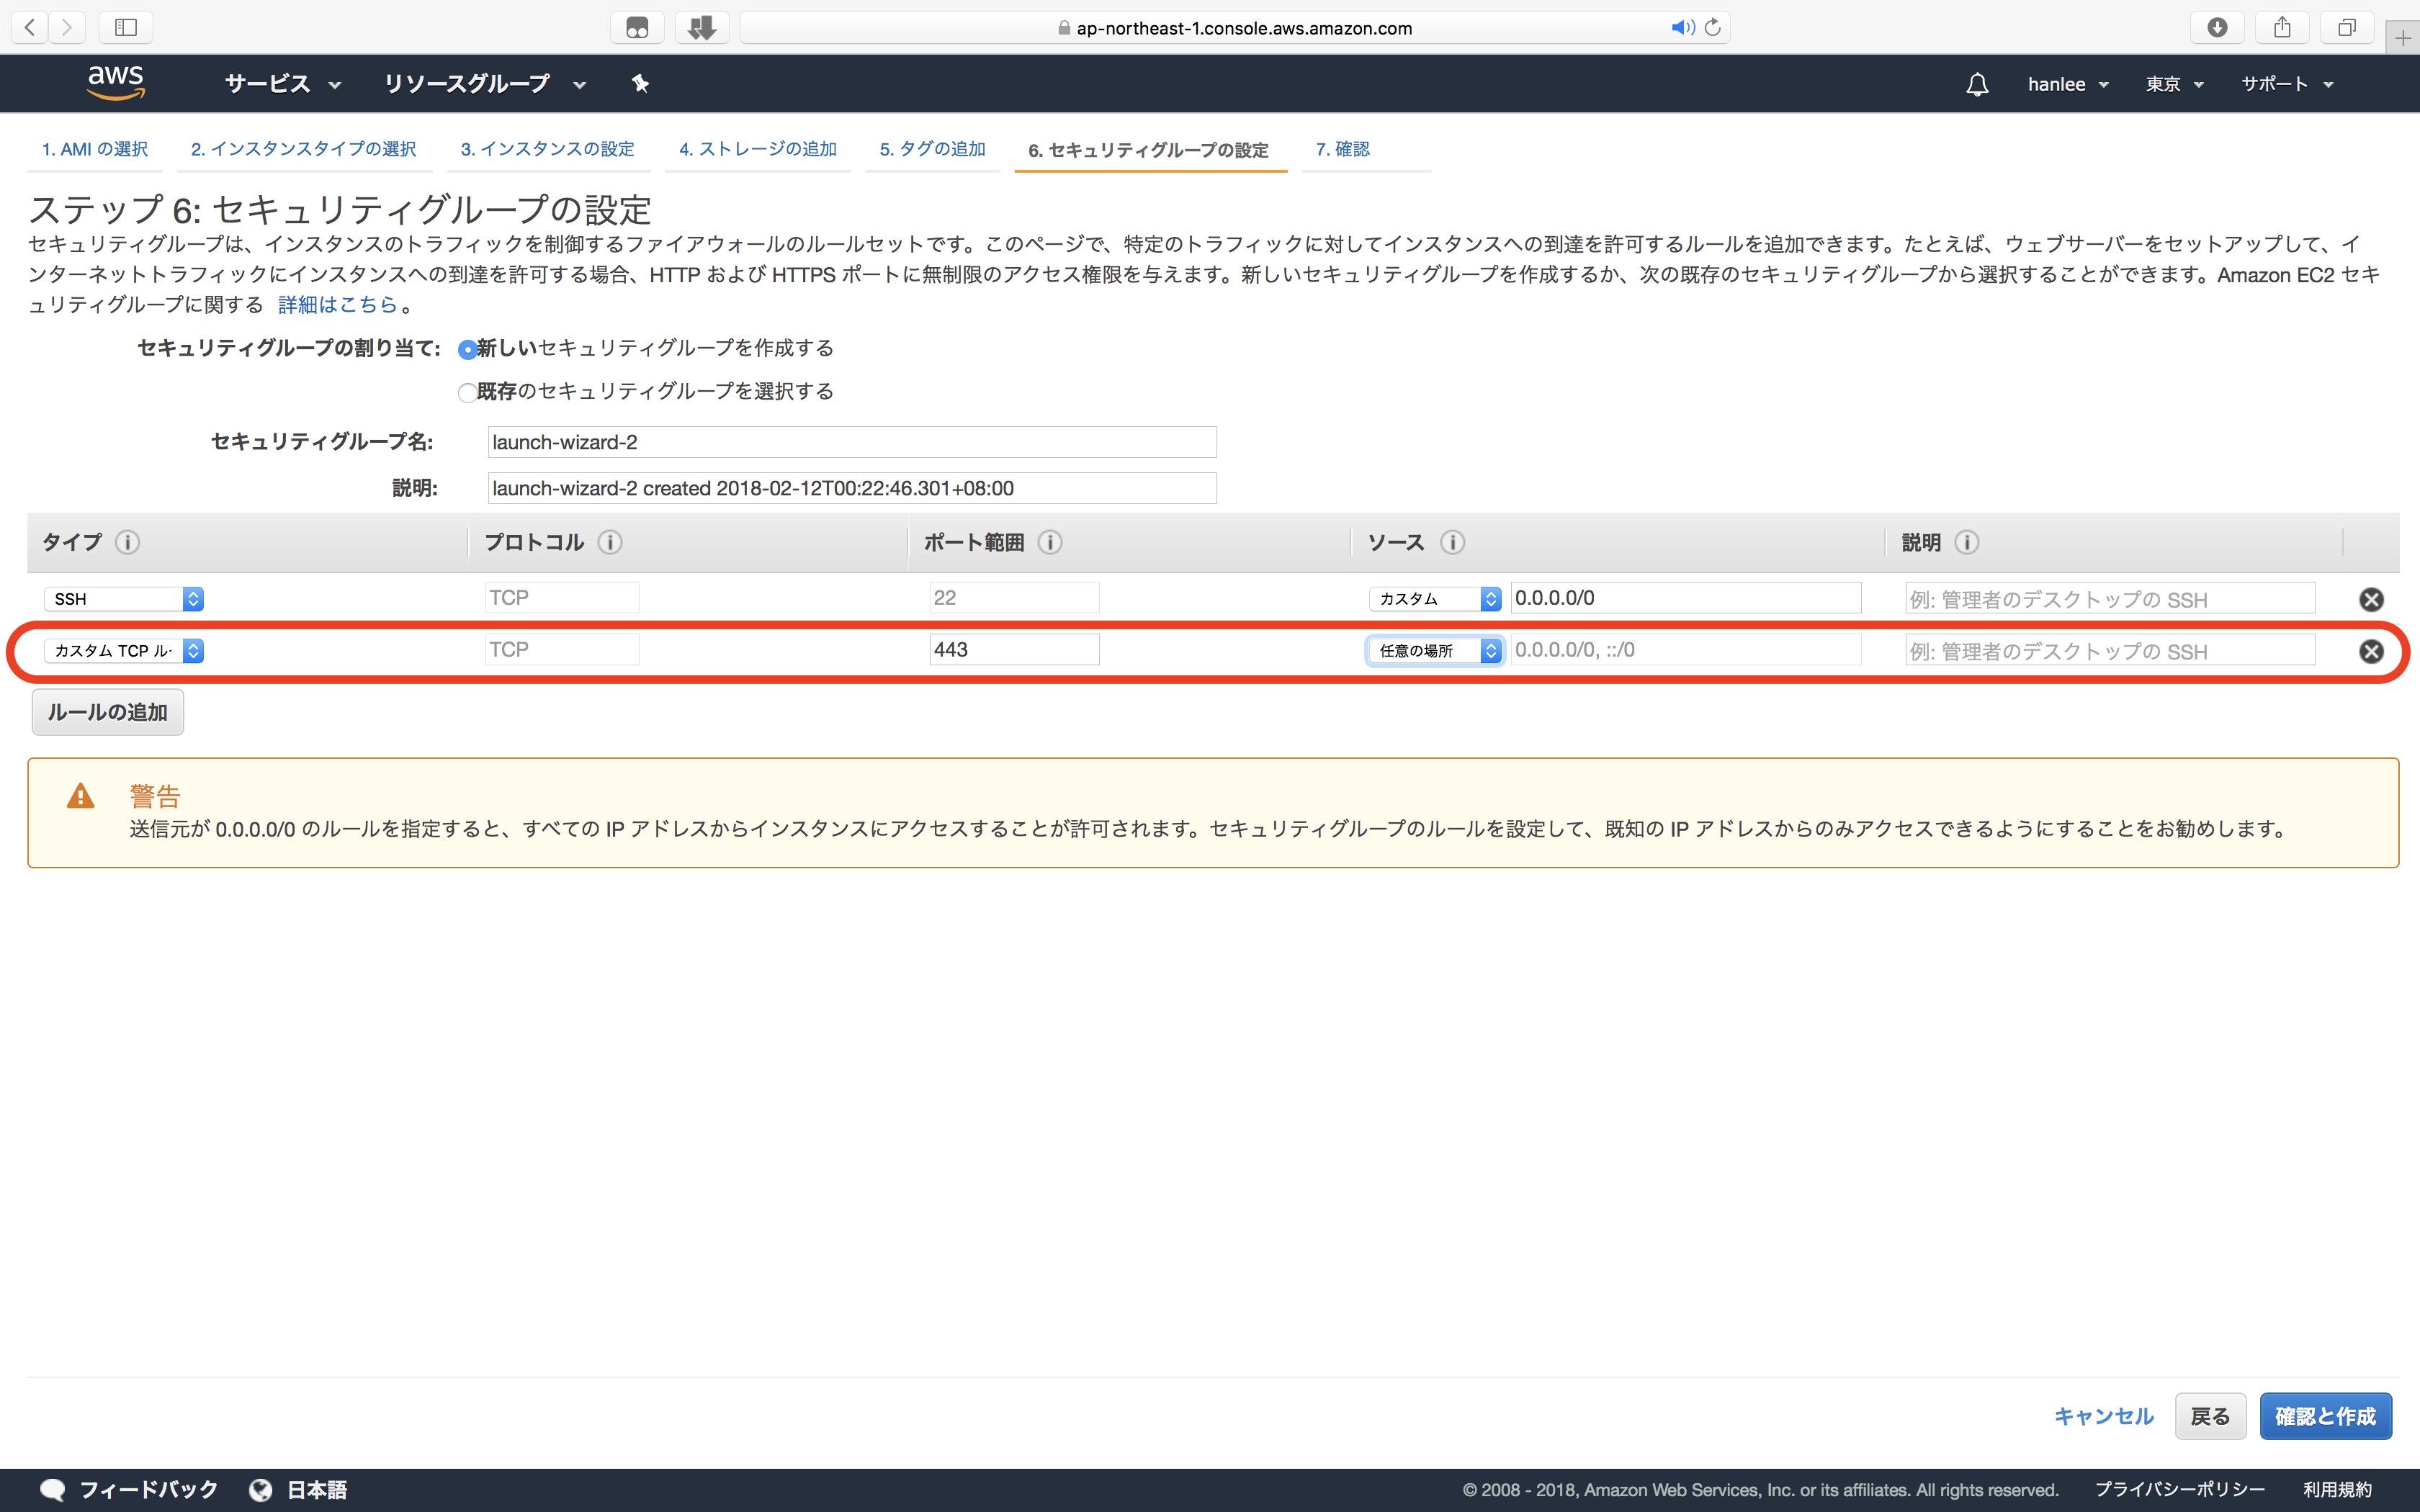 ap-northeast-1.console.aws.amazon.com
aws サービス リソースグループ hanlee 東京 サポート
1. AMI の選択 2. インスタンスタイプの選択 3. インスタンスの設定 4. ストレージの追加 5. タグの追加 6. セキュリティグループの設定 7. 確認
ステップ 6: セキュリティグループの設定
セキュリティグループは、インスタンスのトラフィックを制御するファイアウォールのルールセットです。このページで、特定のトラフィックに対してインスタンスへの到達を許可するルールを追加できます。たとえば、ウェブサーバーをセットアップして、イ
ンターネットトラフィックにインスタンスへの到達を許可する場合、HTTP および HTTPS ポートに無制限のアクセス権限を与えます。新しいセキュリティグループを作成するか、次の既存のセキュリティグループから選択することができます。Amazon EC2 セキ
ュリティグループに関する 詳細はこちら 。
セキュリティグループの割り当て: 新しいセキュリティグループを作成する
既存のセキュリティグループを選択する
セキュリティグループ名: launch-wizard-2
説明: launch-wizard-2 created 2018-02-12T00:22:46.301+08:00
タイプ プロトコル ポート範囲 ソース 説明
SSH TCP 22 カスタム 0.0.0.0/0 例: 管理者のデスクトップの SSH
カスタム TCP ル TCP 443 任意の場所 0.0.0.0/0, ::/0 例: 管理者のデスクトップの SSH
ルールの追加
警告
送信元が 0.0.0.0/0 のルールを指定すると、すべての IP アドレスからインスタンスにアクセスすることが許可されます。セキュリティグループのルールを設定して、既知の IP アドレスからのみアクセスできるようにすることをお勧めします。
キャンセル 戻る 確認と作成
フィードバック 日本語 © 2008 - 2018, Amazon Web Services, Inc. or its affiliates. All rights reserved. プライバシーポリシー 利用規約